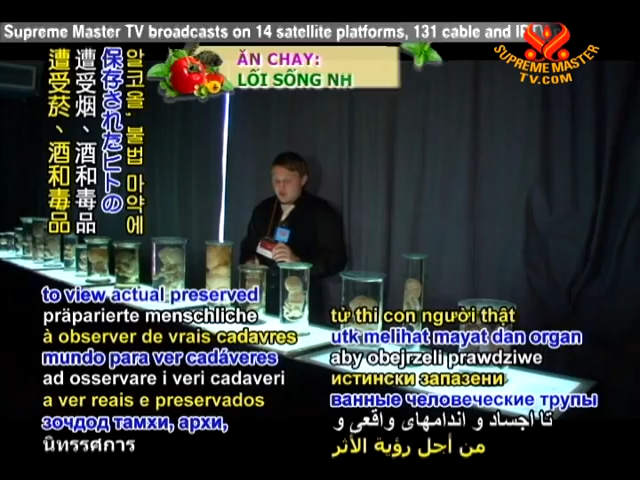 Supreme Master TV broadcasts on 14 satellite platforms, 131 cable and IP
SUPREME MASTER
TV.COM
ĂN CHAY:
LỐI SỐNG NH
알코올, 불법 마약에
保存されたヒトの
遭受烟、酒和毒品
遭受菸、酒和毒品
to view actual preserved
präparierte menschliche
à observer de vrais cadavres
mundo para ver cadáveres
ad osservare i veri cadaveri
a ver reais e preservados
зочдод тамхи, архи,
นิทรรศการ
tử thi con người thật
utk melihat mayat dan organ
aby obejrzeli prawdziwe
истински запазени
ванные человеческие трупы
تا اجساد و اندامهای واقعی و
من أجل رؤية الأثر